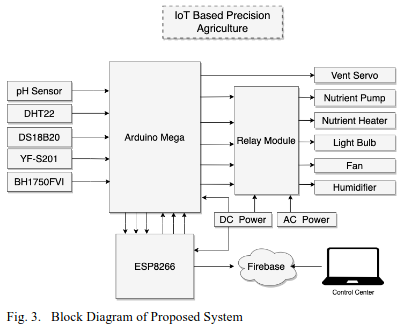 IoT Based Precision
Agriculture
pH Sensor
DHT22
DS18B20
YF-S201
BH1750FVI
Arduino Mega
Relay Module
Vent Servo
Nutrient Pump
Nutrient Heater
Light Bulb
Fan
Humidifier
DC Power
AC Power
ESP8266
Firebase
Control Center
Fig. 3. Block Diagram of Proposed System